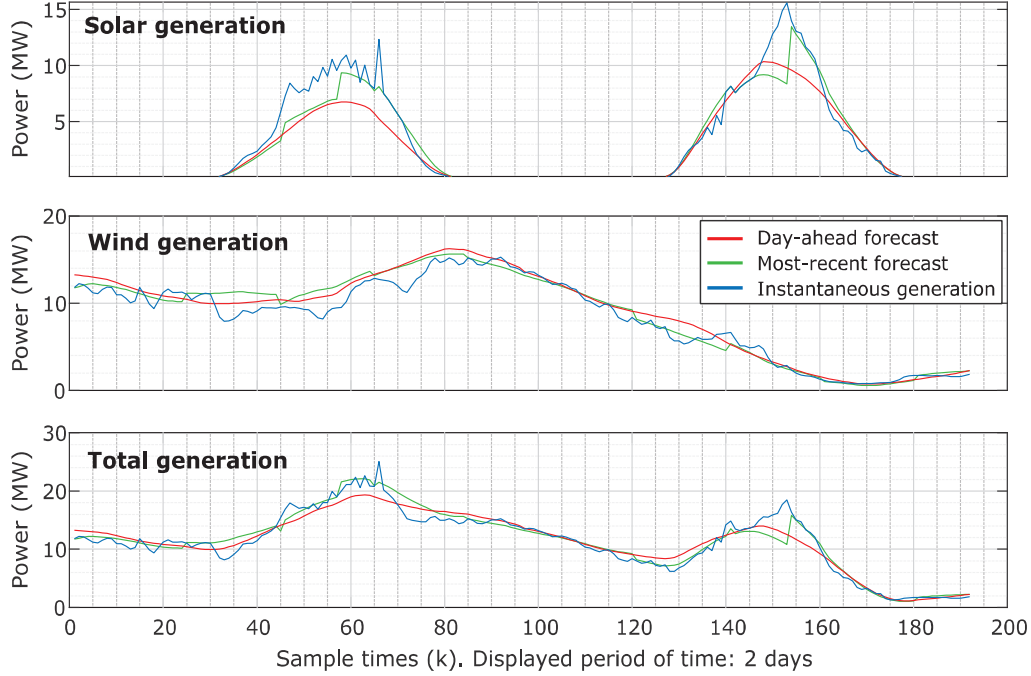 15
Solar generation
10
5
Power (MW)
20
Wind generation
Day-ahead forecast
Most-recent forecast
Instantaneous generation
10
0
Power (MW)
30
Total generation
20
10
0
Power (MW)
0 20 40 60 80 100 120 140 160 180 200
Sample times (k). Displayed period of time: 2 days